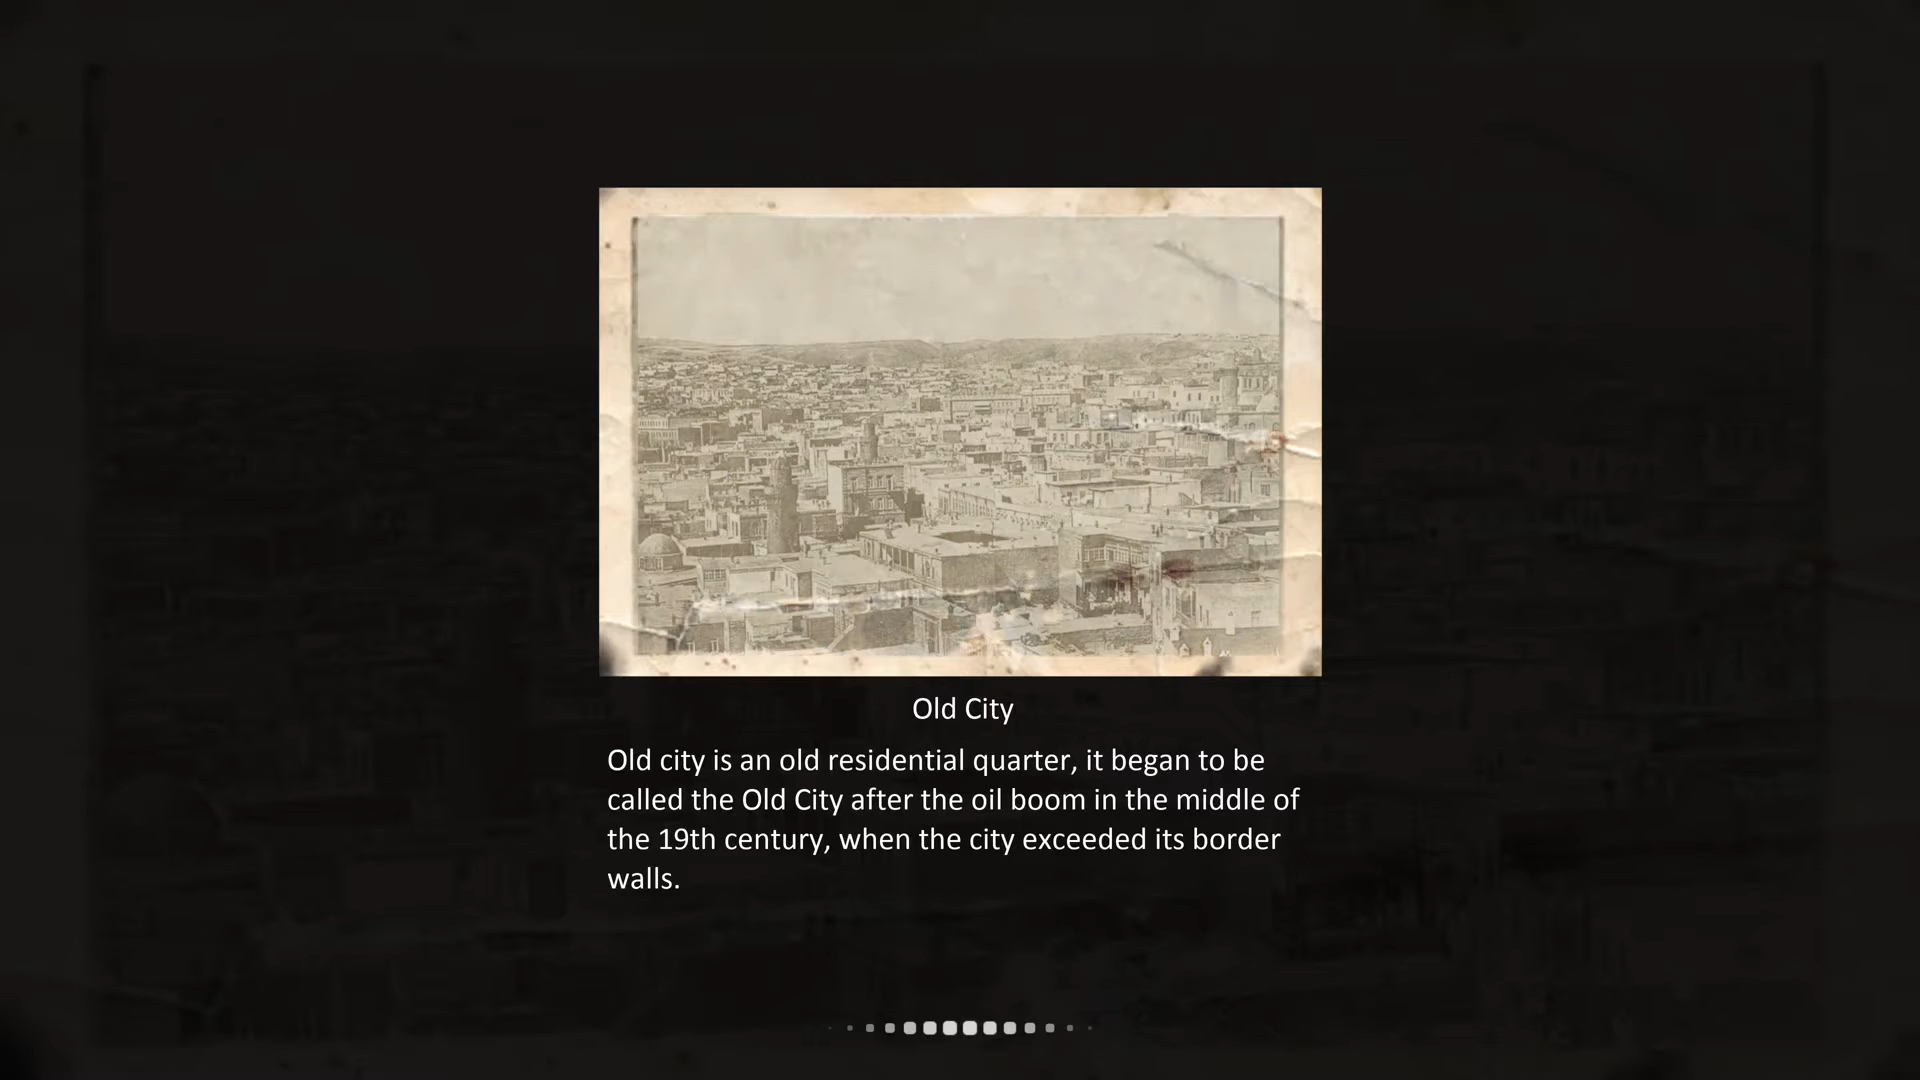 Old City
Old city is an old residential quarter, it began to be
called the Old City after the oil boom in the middle of
the 19th century, when the city exceeded its border
walls.